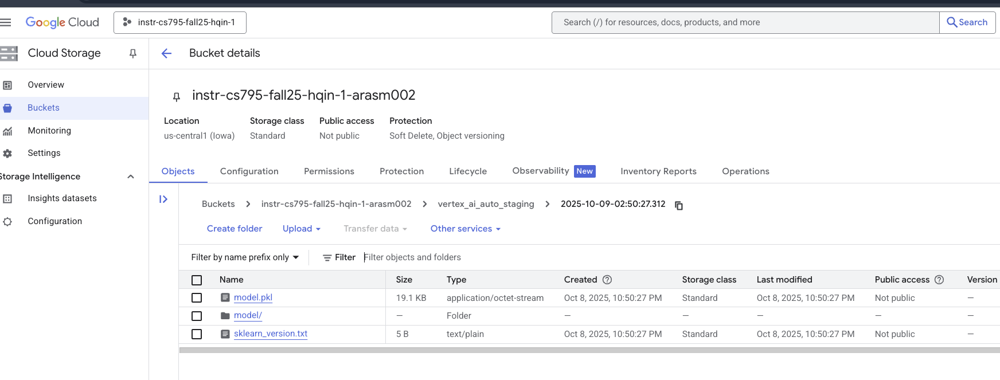 Google Cloud
instr-cs795-fall25-hqin-1
Search (/) for resources, docs, products, and more
Search
Cloud Storage
Bucket details
Overview
Buckets
Monitoring
Settings
Storage Intelligence
Insights datasets
Configuration
instr-cs795-fall25-hqin-1-arasm002
Location Storage class Public access Protection
us-central1 (Iowa) Standard Not public Soft Delete, Object versioning
Objects Configuration Permissions Protection Lifecycle Observability New Inventory Reports Operations
Buckets > instr-cs795-fall25-hqin-1-arasm002 > vertex_ai_auto_staging > 2025-10-09-02:50:27.312
Create folder Upload Transfer data Other services
Filter by name prefix only Filter Filter objects and folders
Name Size Type Created Storage class Last modified Public access Version
model.pkl 19.1 KB application/octet-stream Oct 8, 2025, 10:50:27 PM Standard Oct 8, 2025, 10:50:27 PM Not public —
model/ — Folder — — — — —
sklearn_version.txt 5 B text/plain Oct 8, 2025, 10:50:27 PM Standard Oct 8, 2025, 10:50:27 PM Not public —